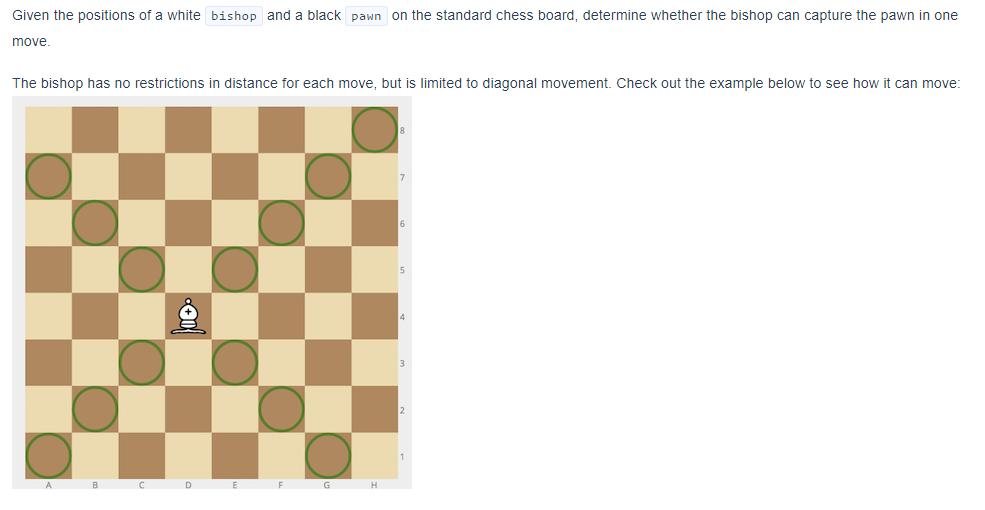 Given the positions of a white bishop and a black pawn on the standard chess board, determine whether the bishop can capture the pawn in one
move.
The bishop has no restrictions in distance for each move, but is limited to diagonal movement. Check out the example below to see how it can move:
8
7
6
5
4
3
2
1
A B C D E F G H